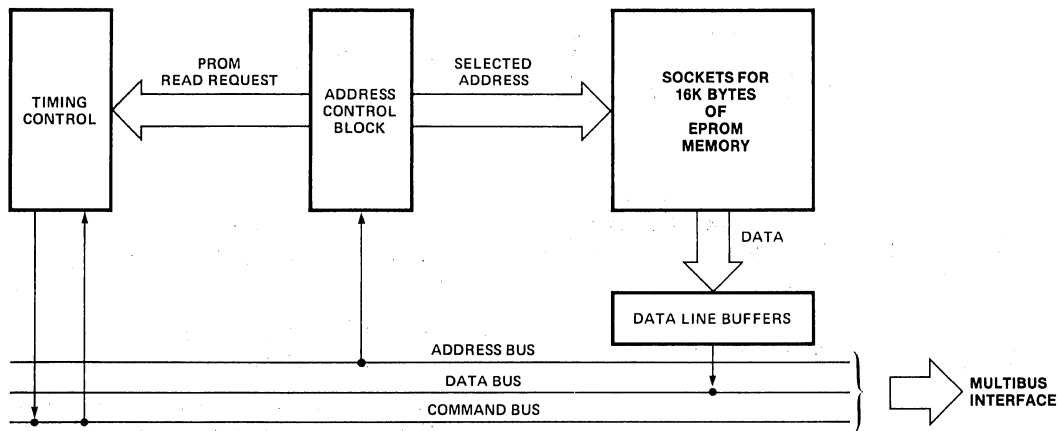 TIMING
CONTROL
PROM
READ REQUEST
ADDRESS
CONTROL
BLOCK
SELECTED
ADDRESS
SOCKETS FOR
16K BYTES
OF
EPROM
MEMORY
DATA
DATA LINE BUFFERS
ADDRESS BUS
DATA BUS
COMMAND BUS
MULTIBUS
INTERFACE